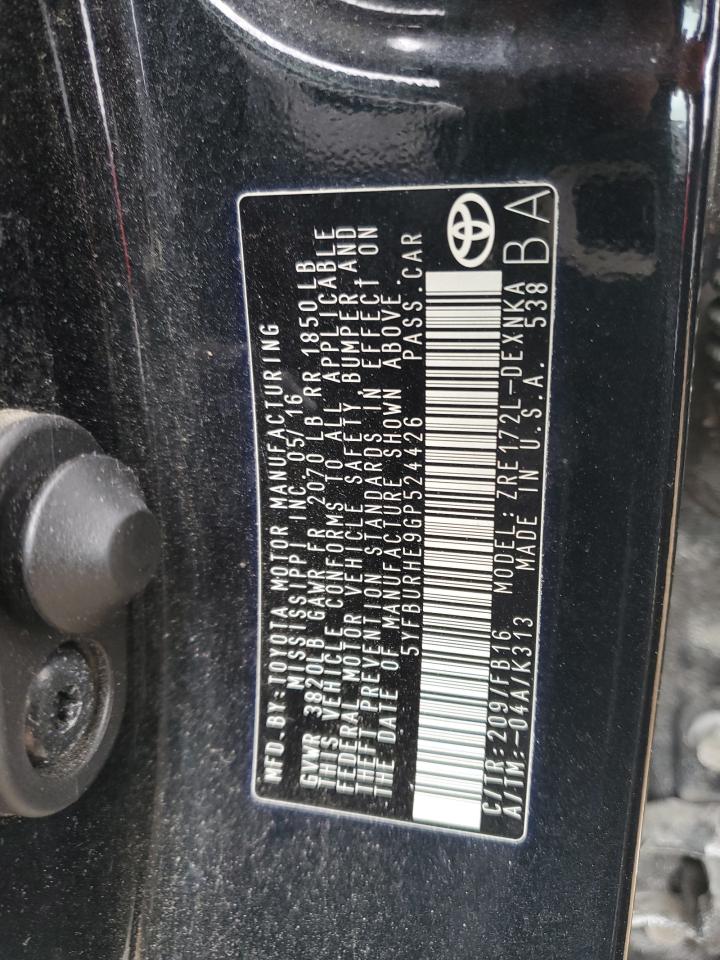 MFD.BY:TOYOTA MOTOR MANUFACTURING
MISSISSIPPI INC. 05/16
GVWR 3820LB GAWR FR 2070 LB RR 1850LB
THIS VEHICLE CONFORMS TO ALL APPLICABLE
FEDERAL MOTOR VEHICLE SAFETY, BUMPER,AND
THEFT PREVENTION STANDARDS IN EFFECT ON
THE DATE OF MANUFACTURE SHOWN ABOVE.
5YFBURHE9GP524426 PASS.CAR
C/TR:209/FB16 MODEL:ZRE172L-DEXNKA
A/TM:-04A/K313 MADE IN U.S.A. 538
BA